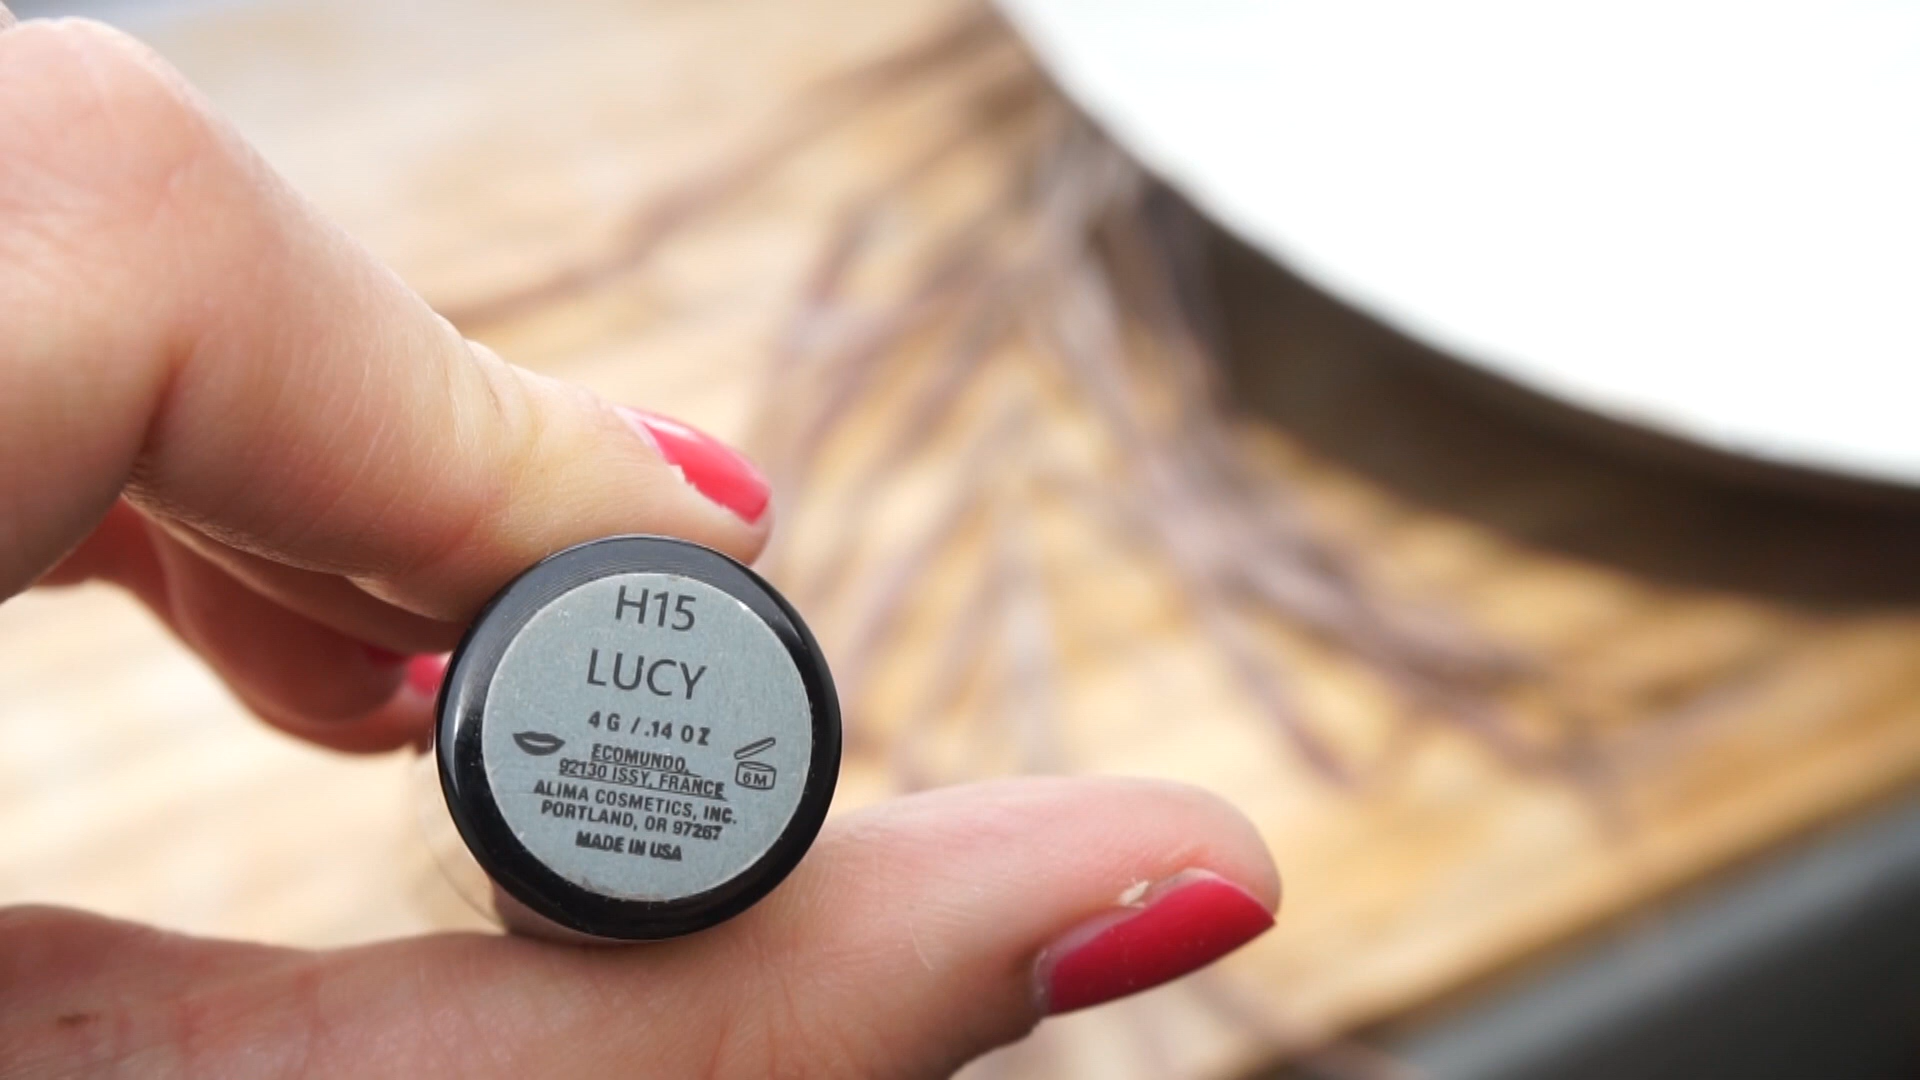 H15
LUCY
4 G / .14 OZ
ECOMUNDO,
92130 ISSY, FRANCE
6M
ALIMA COSMETICS, INC.
PORTLAND, OR 97267
MADE IN USA